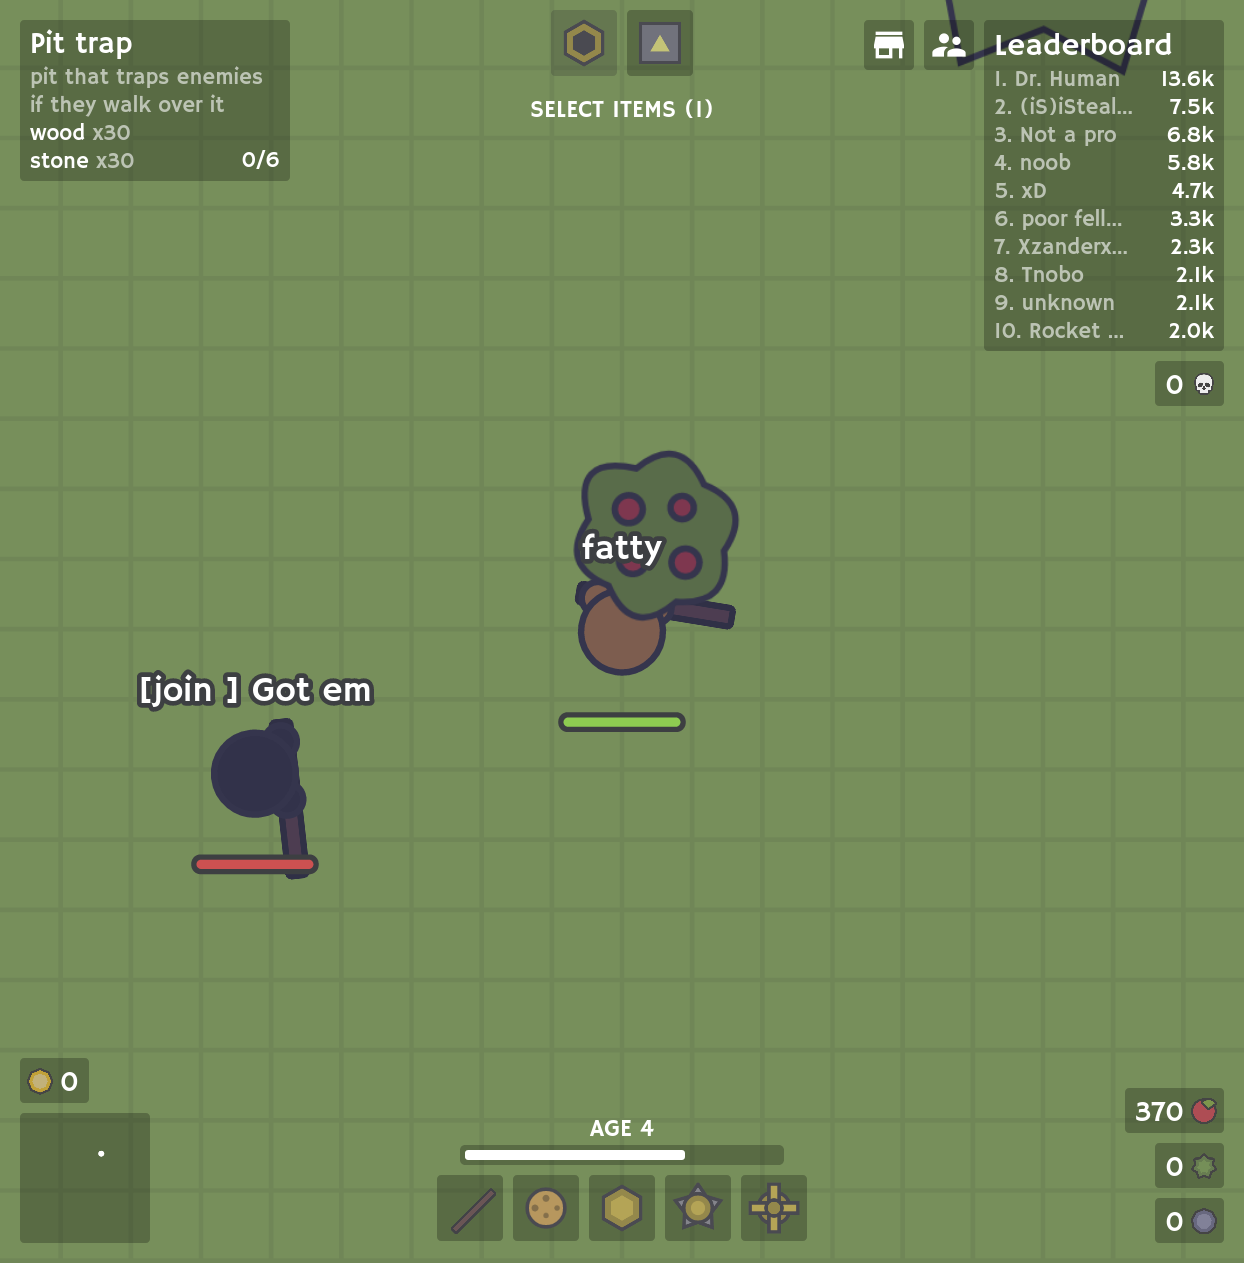 Pit trap
pit that traps enemies
if they walk over it
wood x30
stone x30 0/6
SELECT ITEMS (1)
Leaderboard
1. Dr. Human 13.6k
2. (iS)iSteal... 7.5k
3. Not a pro 6.8k
4. noob 5.8k
5. xD 4.7k
6. poor fell... 3.3k
7. Xzanderx... 2.3k
8. Tnobo 2.1k
9. unknown 2.1k
10. Rocket ... 2.0k
0
fatty
[join ] Got em
0
370
AGE 4
0
0